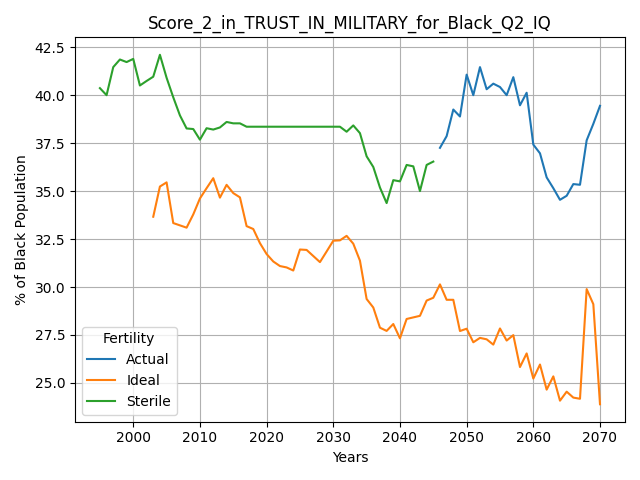 Score_2_in_TRUST_IN_MILITARY_for_Black_Q2_IQ
% of Black Population
42.5
40.0
37.5
35.0
32.5
30.0
27.5
25.0
Fertility
Actual
Ideal
Sterile
2000 2010 2020 2030 2040 2050 2060 2070
Years